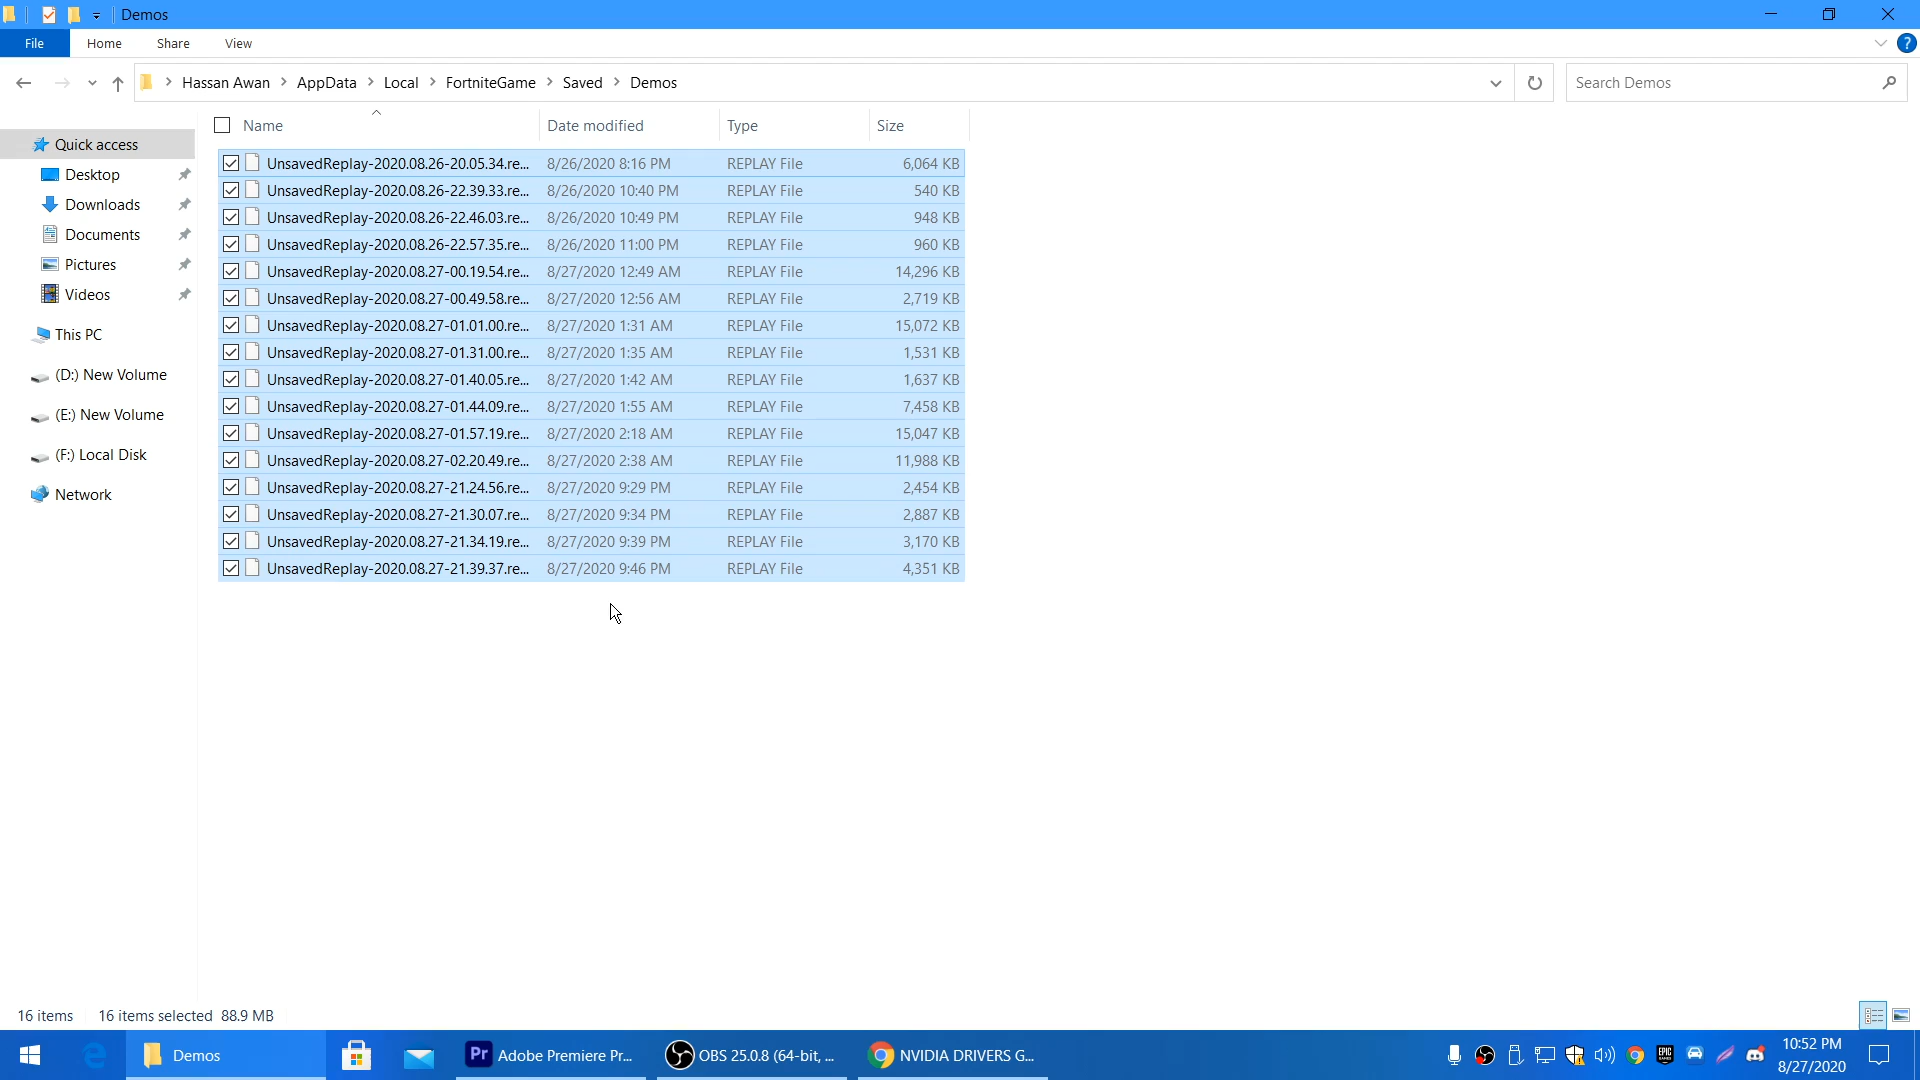 Demos
File Home Share View
Hassan Awan AppData Local FortniteGame Saved Demos Search Demos
Name Date modified Type Size
Quick access
Desktop
Downloads
Documents
Pictures
Videos
This PC
(D:) New Volume
(E:) New Volume
(F:) Local Disk
Network
UnsavedReplay-2020.08.26-20.05.34.re... 8/26/2020 8:16 PM REPLAY File 6,064 KB
UnsavedReplay-2020.08.26-22.39.33.re... 8/26/2020 10:40 PM REPLAY File 540 KB
UnsavedReplay-2020.08.26-22.46.03.re... 8/26/2020 10:49 PM REPLAY File 948 KB
UnsavedReplay-2020.08.26-22.57.35.re... 8/26/2020 11:00 PM REPLAY File 960 KB
UnsavedReplay-2020.08.27-00.19.54.re... 8/27/2020 12:49 AM REPLAY File 14,296 KB
UnsavedReplay-2020.08.27-00.49.58.re... 8/27/2020 12:56 AM REPLAY File 2,719 KB
UnsavedReplay-2020.08.27-01.01.00.re... 8/27/2020 1:31 AM REPLAY File 15,072 KB
UnsavedReplay-2020.08.27-01.31.00.re... 8/27/2020 1:35 AM REPLAY File 1,531 KB
UnsavedReplay-2020.08.27-01.40.05.re... 8/27/2020 1:42 AM REPLAY File 1,637 KB
UnsavedReplay-2020.08.27-01.44.09.re... 8/27/2020 1:55 AM REPLAY File 7,458 KB
UnsavedReplay-2020.08.27-01.57.19.re... 8/27/2020 2:18 AM REPLAY File 15,047 KB
UnsavedReplay-2020.08.27-02.20.49.re... 8/27/2020 2:38 AM REPLAY File 11,988 KB
UnsavedReplay-2020.08.27-21.24.56.re... 8/27/2020 9:29 PM REPLAY File 2,454 KB
UnsavedReplay-2020.08.27-21.30.07.re... 8/27/2020 9:34 PM REPLAY File 2,887 KB
UnsavedReplay-2020.08.27-21.34.19.re... 8/27/2020 9:39 PM REPLAY File 3,170 KB
UnsavedReplay-2020.08.27-21.39.37.re... 8/27/2020 9:46 PM REPLAY File 4,351 KB
16 items 16 items selected 88.9 MB
Demos Pr Adobe Premiere Pr... OBS 25.0.8 (64-bit, ... NVIDIA DRIVERS G... EPIC 10:52 PM
8/27/2020